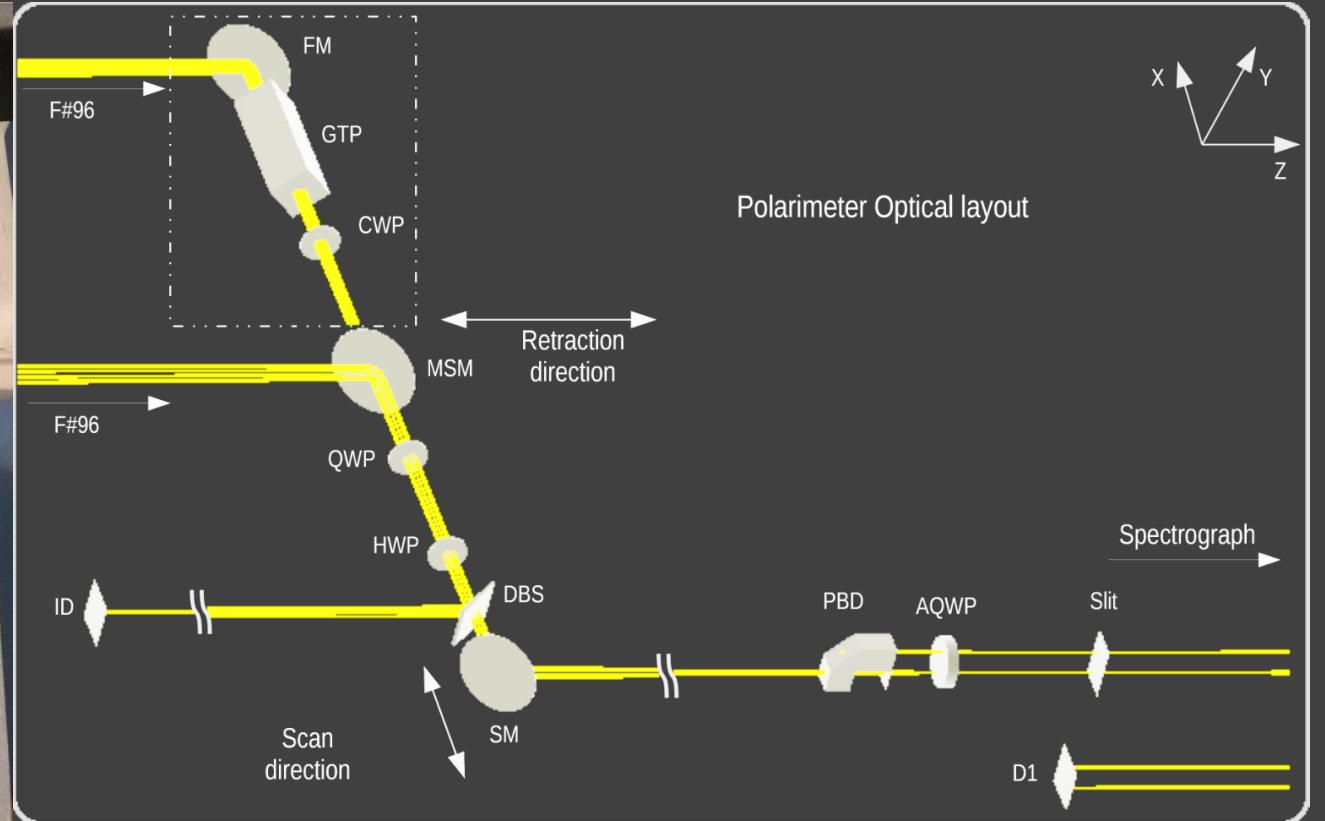 FM
X
Y
F#96
GTP
Z
Polarimeter Optical layout
CWP
Retraction
direction
MSM
F#96
QWP
Spectrograph
HWP
DBS
ID
PBD
AQWP
Slit
SM
Scan
direction
D1